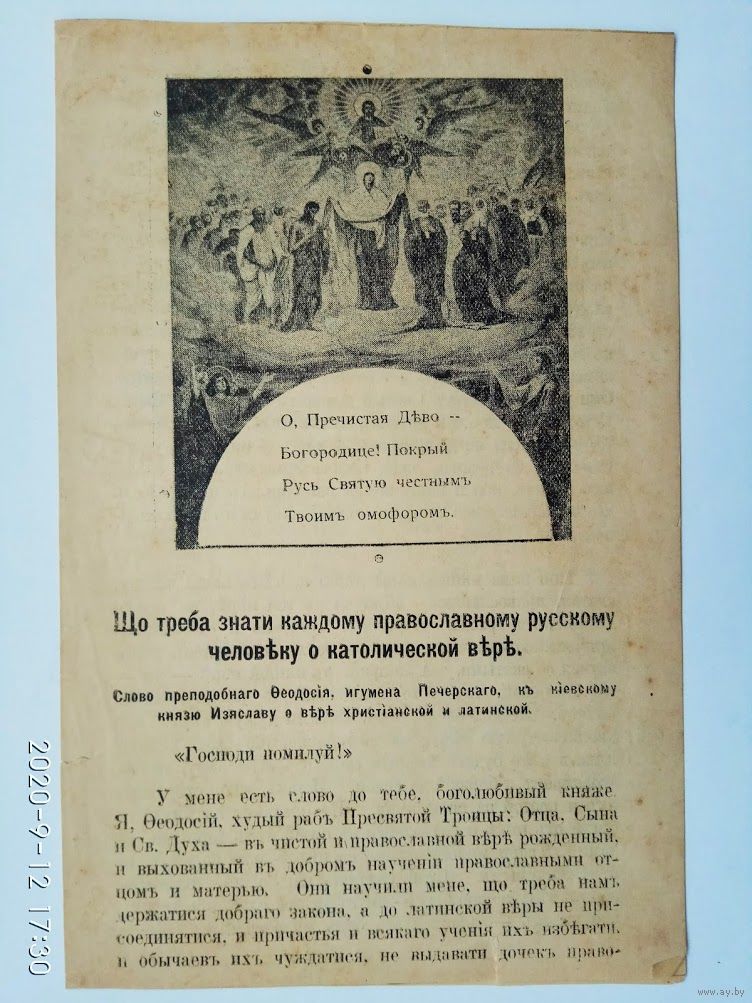 О, Пречистая Дѣво --
Богородице! Покрый
Русь Святую честнымъ
Твоимъ омофоромъ.
Що треба знати каждому православному русскому
человѣку о католической вѣрѣ.
Слово преподобнаго Ѳеодосія, игумена Печерскаго, къ кіевскому
князю Изяславу о вѣрѣ христіанской и латинской.
«Господи помилуй!»
У мене есть слово до тебе, боголюбивый княже
Я, Ѳеодосій, худый рабъ Пресвятой Троицы: Отца, Сына
и Св. Духа — въ чистой и православной вѣрѣ рожденный,
и выхованный въ добромъ научени православными от-
цомъ и матерью. Они научили мене, що треба намъ
держатися добраго закона, а до латинской вѣры не при-
соединятися, и причастья и всякаго ученія ихъ избѣгати,
и обычаевъ ихъ чуждатися, не выдавати дочекъ право-
2020-9-12 17:30
www.ay.by